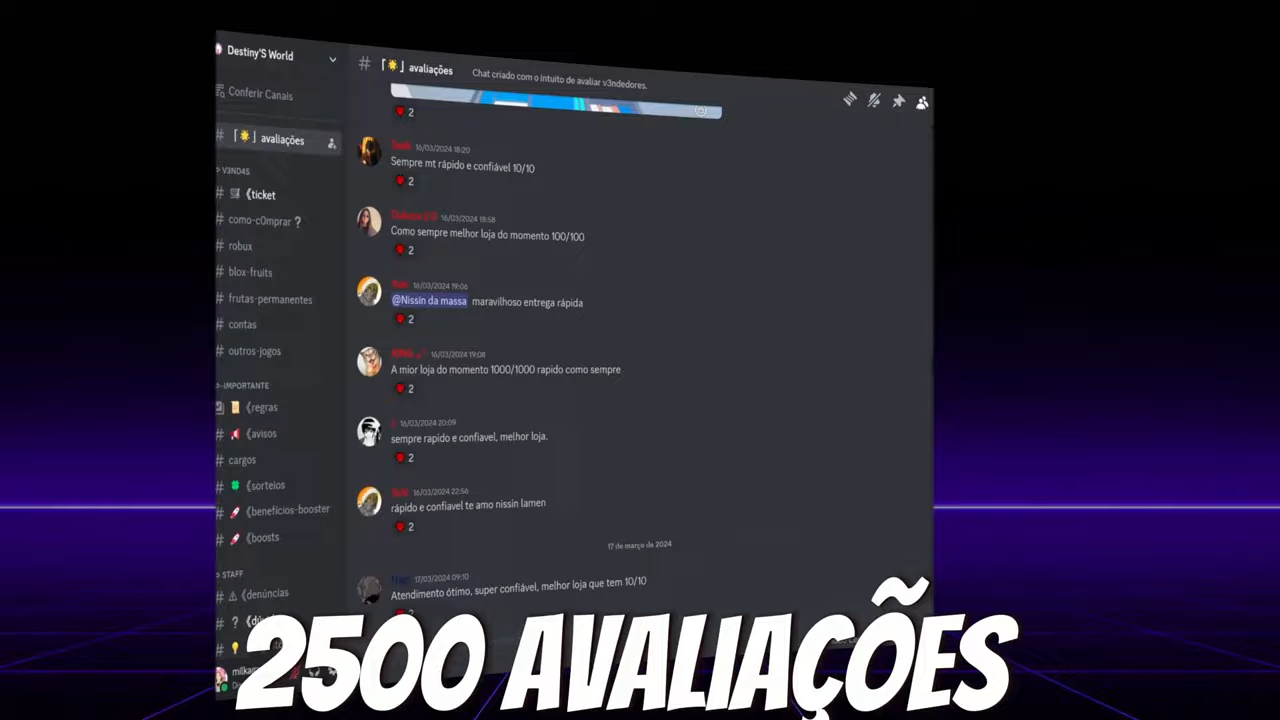 Destiny'S World
Conferir Canais
# ｢🌟｣ avaliações
V3ND4S
# 《ticket
# como-c0mprar ?
# robux
# blox-fruits
# frutas-permanentes
# contas
# outros-jogos
IMPORTANTE
《regras
# 《avisos
# cargos
# 《sorteios
# 《benefícios-booster
# 《boosts
STAFF
# ⚠ 《denúncias
# ? 《dú
# ｢🌟｣ avaliações Chat criado com o intuito de avaliar v3ndedores.
2
16/03/2024 18:20
Sempre mt rápido e confiável 10/10
2
16/03/2024 18:58
Como sempre melhor loja do momento 100/100
2
16/03/2024 19:06
@Nissin da massa maravilhoso entrega rápida
2
16/03/2024 19:08
A mior loja do momento 1000/1000 rapido como sempre
2
16/03/2024 20:09
sempre rapido e confiavel, melhor loja.
2
16/03/2024 22:56
rápido e confiavel te amo nissin lamen
2
17 de março de 2024
17/03/2024 09:10
Atendimento ótimo, super confiável, melhor loja que tem 10/10
2500 AVALIAÇÕES